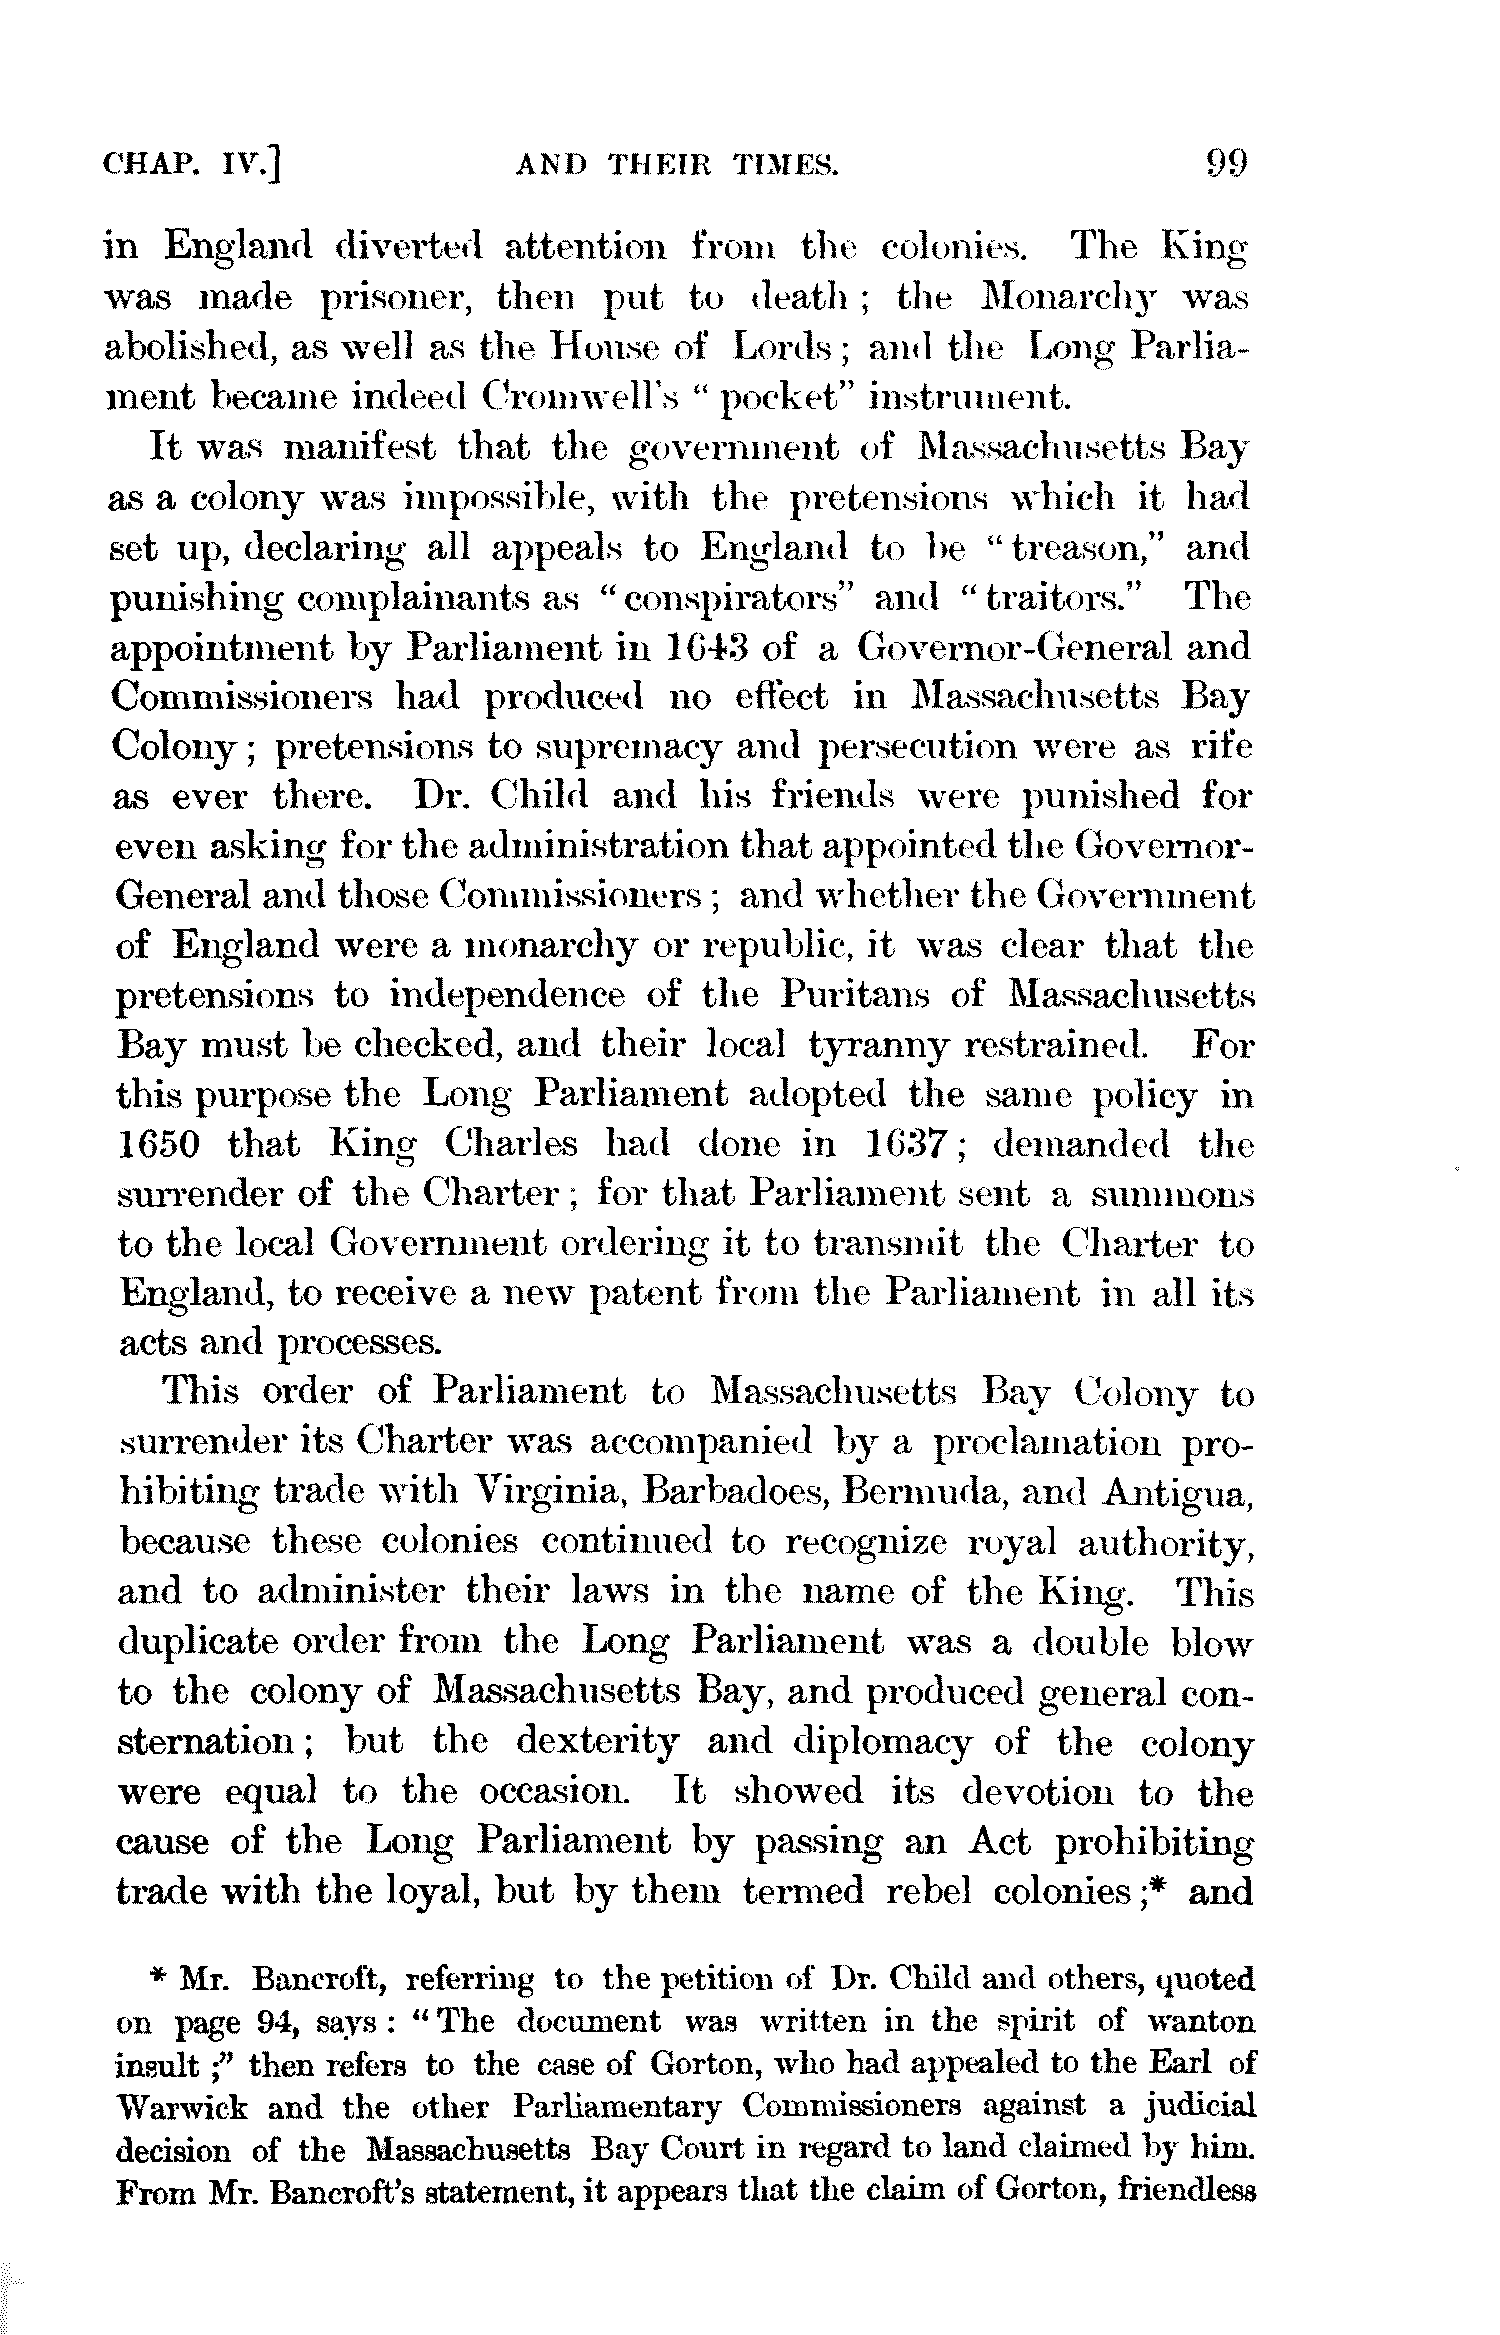 CHAP. IV.] AND THEIR TIMES. 99
in England diverted attention from the colonies. The King
was made prisoner, then put to death ; the Monarchy was
abolished, as well as the House of Lords ; and the Long Parlia-
ment became indeed Cromwell's " pocket" instrument.
It was manifest that the government of Massachusetts Bay
as a colony was impossible, with the pretensions which it had
set up, declaring all appeals to England to be " treason," and
punishing complainants as " conspirators" and " traitors." The
appointment by Parliament in 1643 of a Governor-General and
Commissioners had produced no effect in Massachusetts Bay
Colony ; pretensions to supremacy and persecution were as rife
as ever there. Dr. Child and his friends were punished for
even asking for the administration that appointed the Governor-
General and those Commissioners ; and whether the Government
of England were a monarchy or republic, it was clear that the
pretensions to independence of the Puritans of Massachusetts
Bay must be checked, and their local tyranny restrained. For
this purpose the Long Parliament adopted the same policy in
1650 that King Charles had done in 1637 ; demanded the
surrender of the Charter ; for that Parliament sent a summons
to the local Government ordering it to transmit the Charter to
England, to receive a new patent from the Parliament in all its
acts and processes.
This order of Parliament to Massachusetts Bay Colony to
surrender its Charter was accompanied by a proclamation pro-
hibiting trade with Virginia, Barbadoes, Bermuda, and Antigua,
because these colonies continued to recognize royal authority,
and to administer their laws in the name of the King. This
duplicate order from the Long Parliament was a double blow
to the colony of Massachusetts Bay, and produced general con-
sternation ; but the dexterity and diplomacy of the colony
were equal to the occasion. It showed its devotion to the
cause of the Long Parliament by passing an Act prohibiting
trade with the loyal, but by them termed rebel colonies ;* and
* Mr. Bancroft, referring to the petition of Dr. Child and others, quoted
on page 94, says : " The document was written in the spirit of wanton
insult ;" then refers to the case of Gorton, who had appealed to the Earl of
Warwick and the other Parliamentary Commissioners against a judicial
decision of the Massachusetts Bay Court in regard to land claimed by him.
From Mr. Bancroft's statement, it appears that the claim of Gorton, friendless